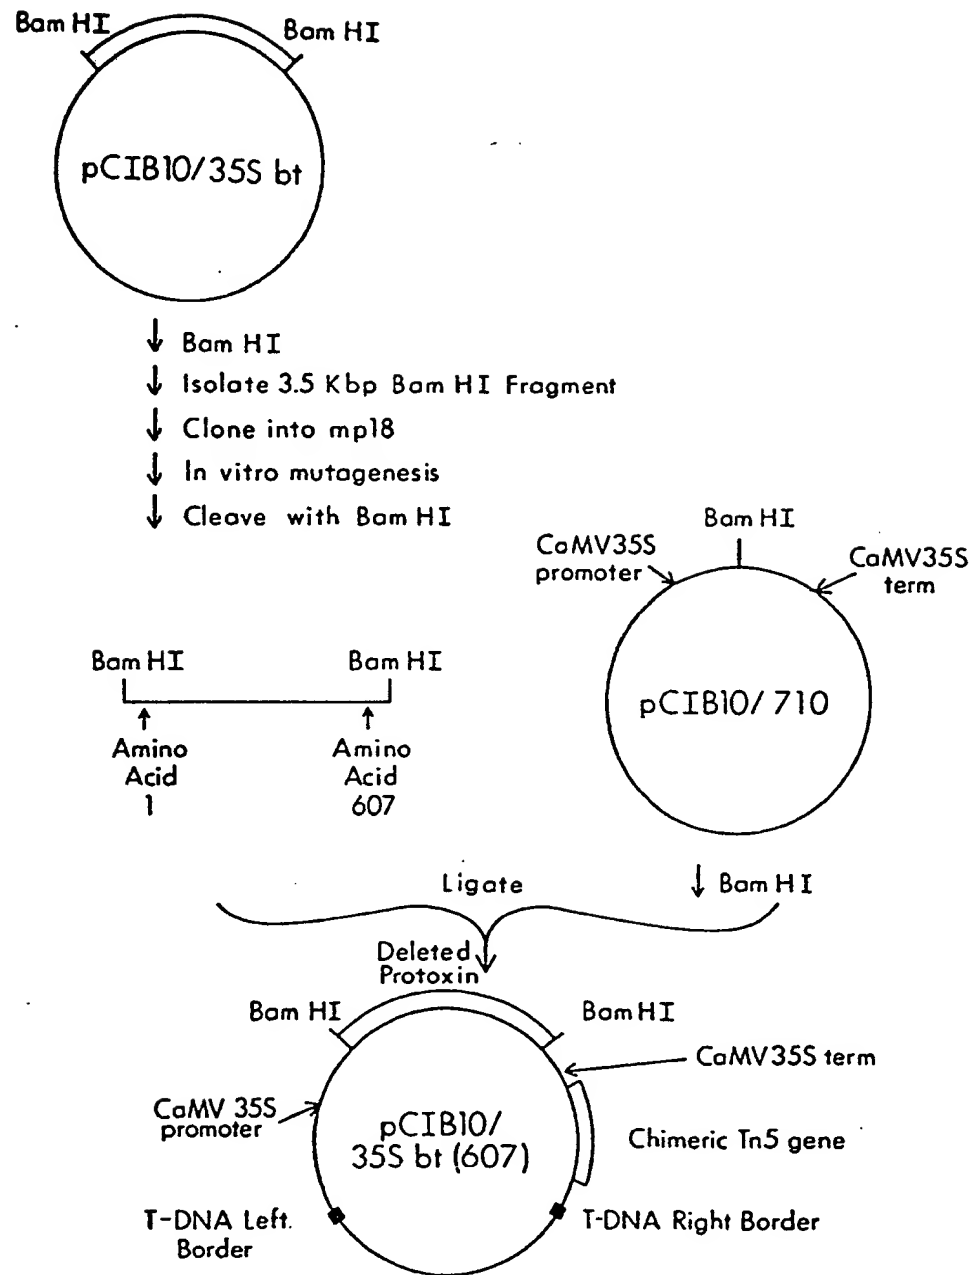 Bam HI
Bam HI
pCIB10/35S bt
Bam HI
Isolate 3.5 Kbp Bam HI Fragment
Clone into mp18
In vitro mutagenesis
Cleave with Bam HI
Bam HI
CaMV35S
promoter
CaMV35S
term
pCIB10/710
Bam HI
Bam HI
Amino
Acid
1
Amino
Acid
607
Ligate
Bam HI
Deleted
Protoxin
Bam HI
Bam HI
CaMV35S term
CaMV 35S
promoter
pCIB10/
35S bt (607)
Chimeric Tn5 gene
T-DNA Left.
Border
T-DNA Right Border